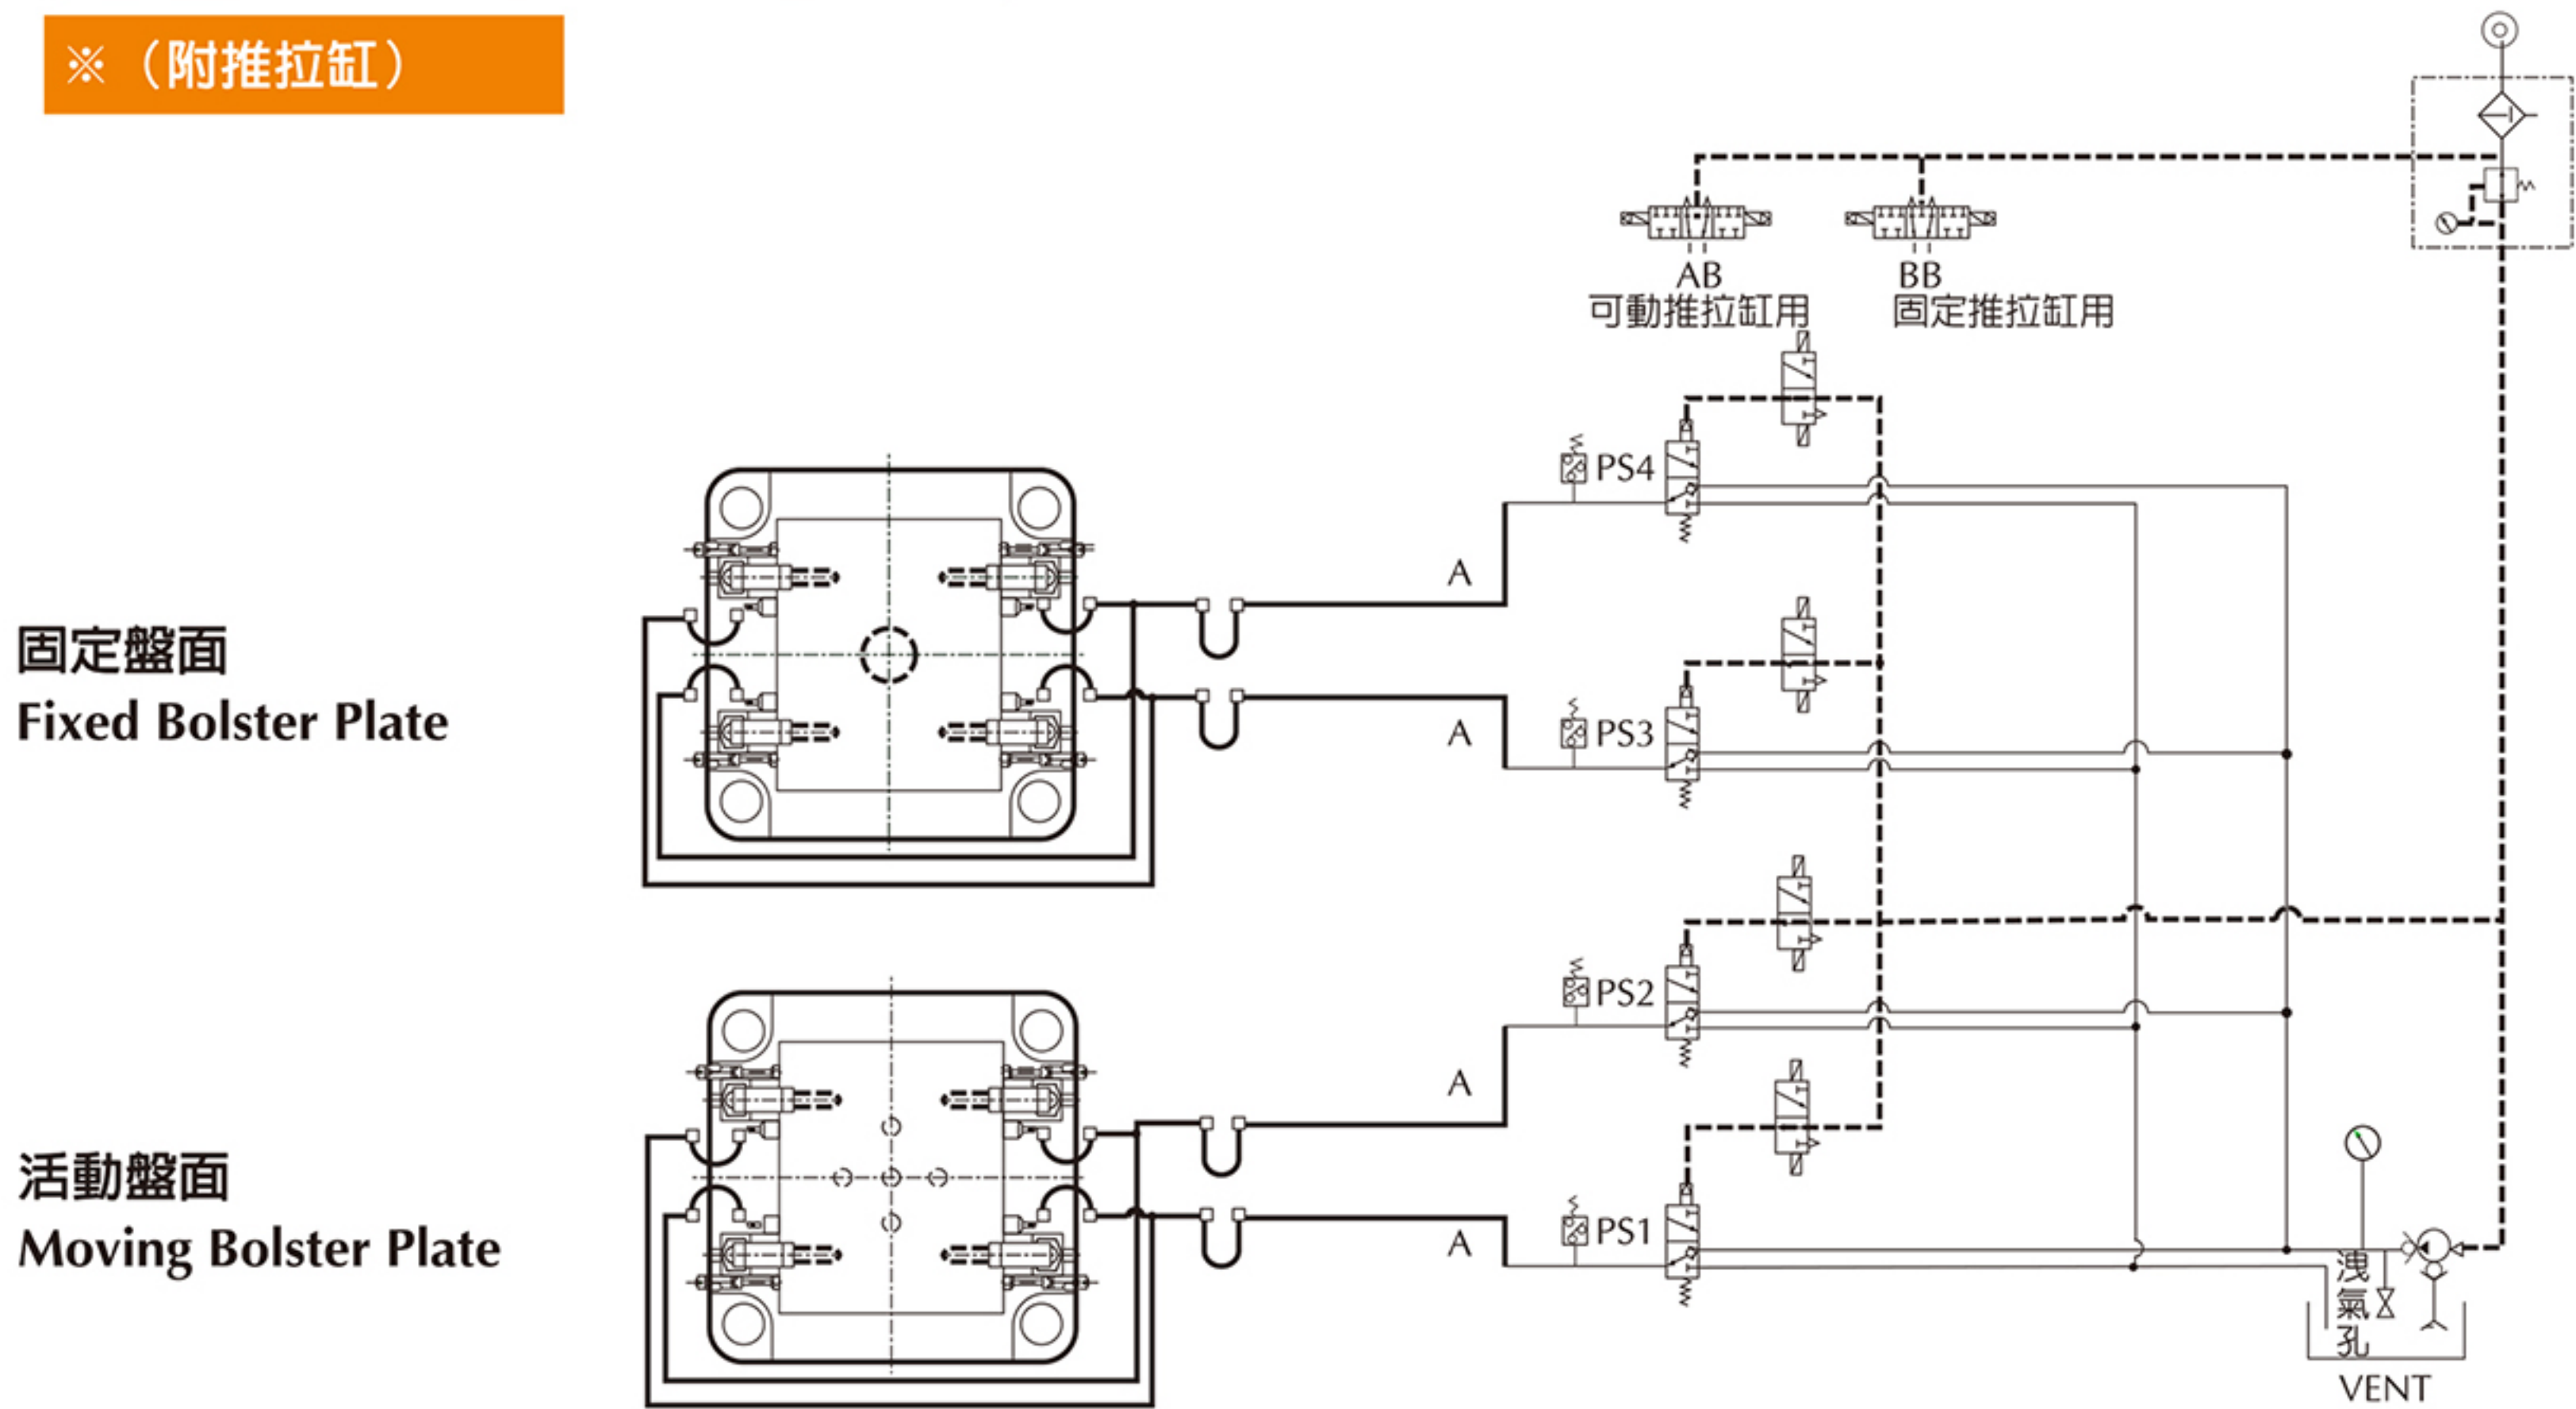 ※（附推拉缸）
AB
可動推拉缸用
BB
固定推拉缸用
PS4
A
固定盤面
Fixed Bolster Plate
A
PS3
PS2
A
活動盤面
Moving Bolster Plate
A
PS1
洩
氣
孔
VENT